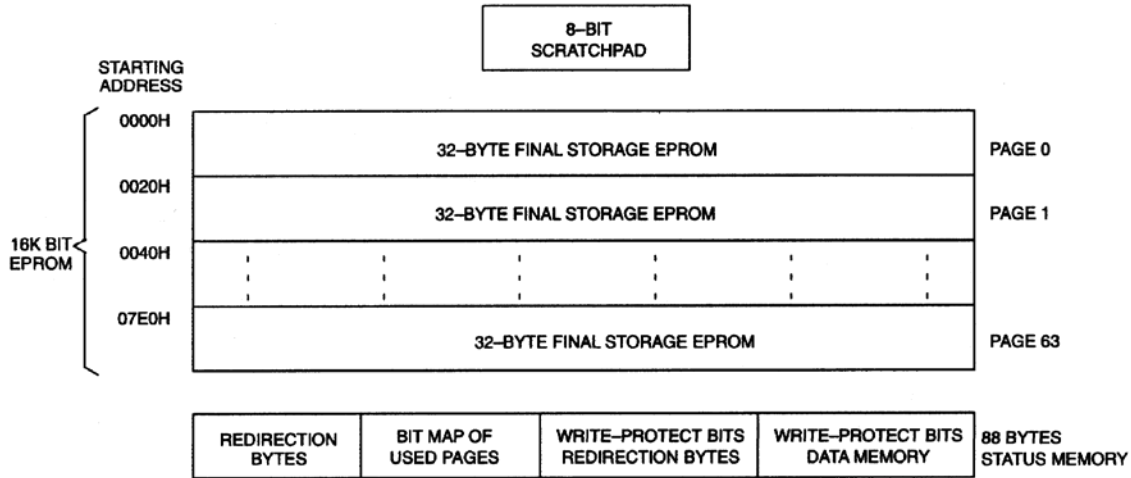 8–BIT
SCRATCHPAD
STARTING
ADDRESS
0000H
32–BYTE FINAL STORAGE EPROM
PAGE 0
0020H
32–BYTE FINAL STORAGE EPROM
PAGE 1
16K BIT
EPROM
0040H
07E0H
32–BYTE FINAL STORAGE EPROM
PAGE 63
REDIRECTION
BYTES
BIT MAP OF
USED PAGES
WRITE–PROTECT BITS
REDIRECTION BYTES
WRITE–PROTECT BITS
DATA MEMORY
88 BYTES
STATUS MEMORY